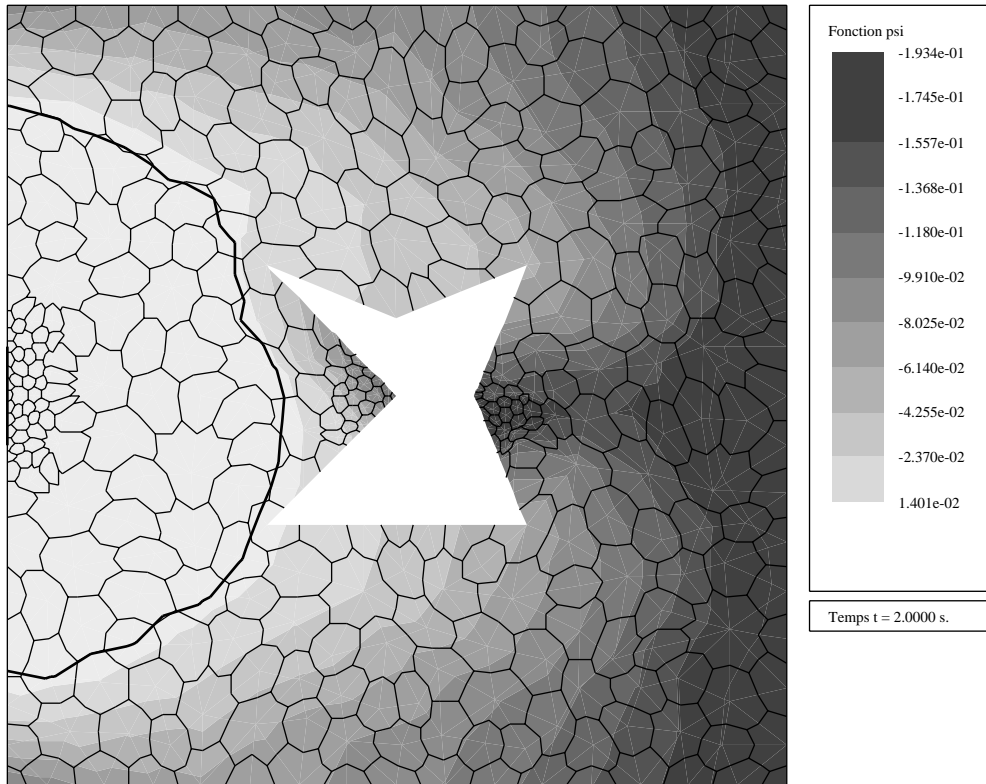 Fonction psi
-1.934e-01
-1.745e-01
-1.557e-01
-1.368e-01
-1.180e-01
-9.910e-02
-8.025e-02
-6.140e-02
-4.255e-02
-2.370e-02
1.401e-02
Temps t = 2.0000 s.